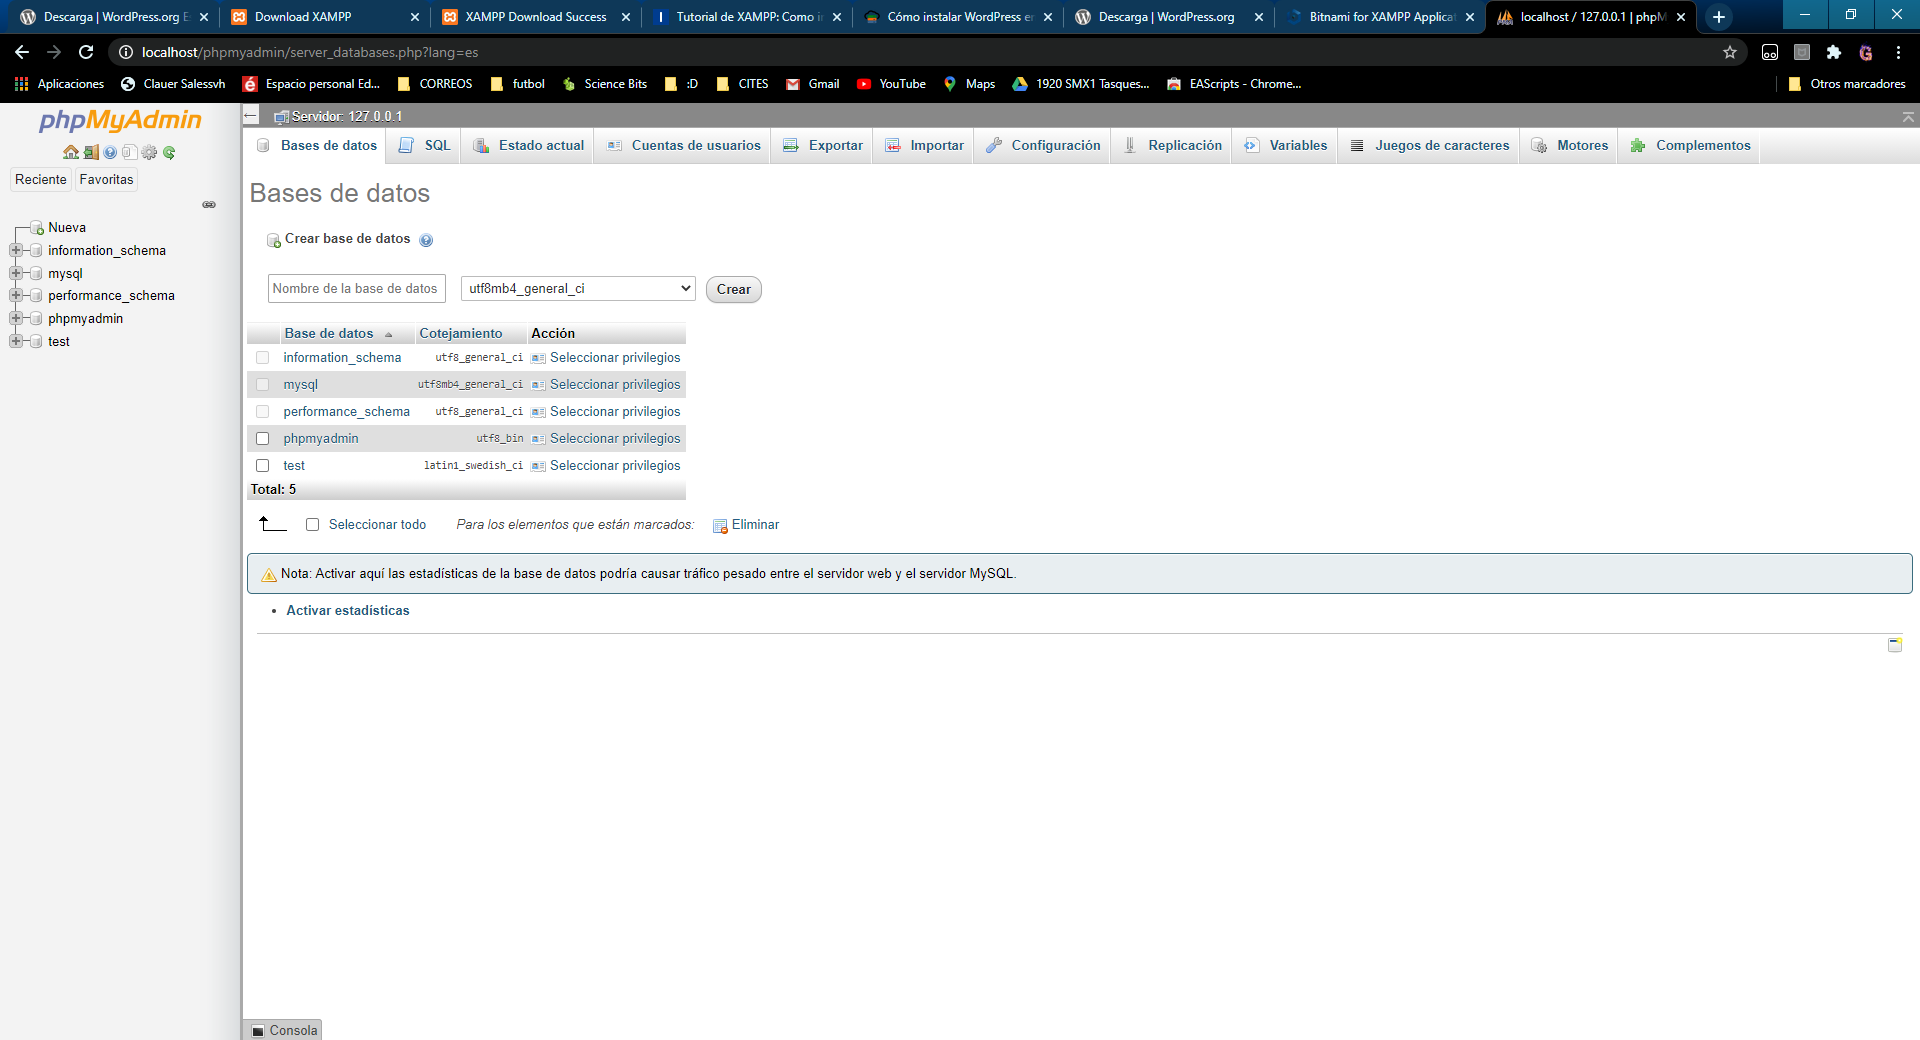 Descarga | WordPress.org Es
Download XAMPP
XAMPP Download Success
Tutorial de XAMPP: Como in
Cómo instalar WordPress en
Descarga | WordPress.org
Bitnami for XAMPP Applicat
localhost / 127.0.0.1 | phpM
localhost/phpmyadmin/server_databases.php?lang=es
Aplicaciones
Clauer Salessvh
Espacio personal Ed...
CORREOS
futbol
Science Bits
:D
CITES
Gmail
YouTube
Maps
1920 SMX1 Tasques...
EAScripts - Chrome...
Otros marcadores
phpMyAdmin
Reciente
Favoritas
Nueva
information_schema
mysql
performance_schema
phpmyadmin
test
Servidor: 127.0.0.1
Bases de datos
SQL
Estado actual
Cuentas de usuarios
Exportar
Importar
Configuración
Replicación
Variables
Juegos de caracteres
Motores
Complementos
Bases de datos
Crear base de datos
Nombre de la base de datos
utf8mb4_general_ci
Crear
Base de datos Cotejamiento Acción
information_schema utf8_general_ci Seleccionar privilegios
mysql utf8mb4_general_ci Seleccionar privilegios
performance_schema utf8_general_ci Seleccionar privilegios
phpmyadmin utf8_bin Seleccionar privilegios
test latin1_swedish_ci Seleccionar privilegios
Total: 5
Seleccionar todo Para los elementos que están marcados: Eliminar
Nota: Activar aquí las estadísticas de la base de datos podría causar tráfico pesado entre el servidor web y el servidor MySQL.
Activar estadísticas
Consola